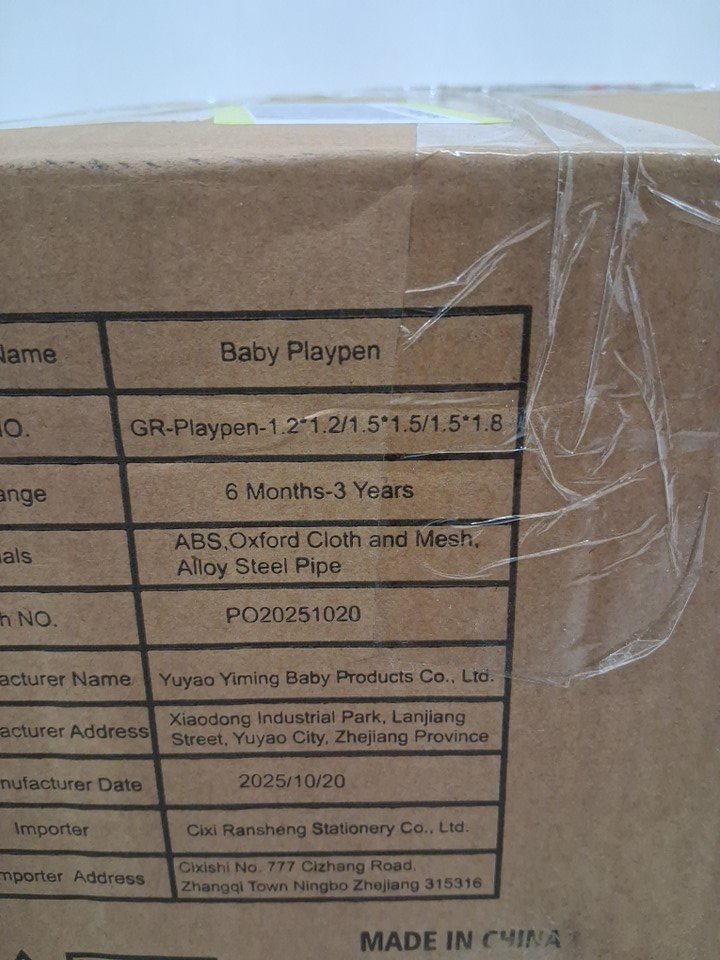 Name Baby Playpen
NO. GR-Playpen-1.2*1.2/1.5*1.5/1.5*1.8
ange 6 Months-3 Years
ials ABS,Oxford Cloth and Mesh,
Alloy Steel Pipe
h NO. PO20251020
acturer Name Yuyao Yiming Baby Products Co., Ltd.
acturer Address Xiaodong Industrial Park, Lanjiang
Street, Yuyao City, Zhejiang Province
nufacturer Date 2025/10/20
Importer Cixi Ransheng Stationery Co., Ltd.
mporter Address Cixishi No. 777 Cizhang Road,
Zhangqi Town Ningbo Zhejiang 315316
MADE IN CHINA